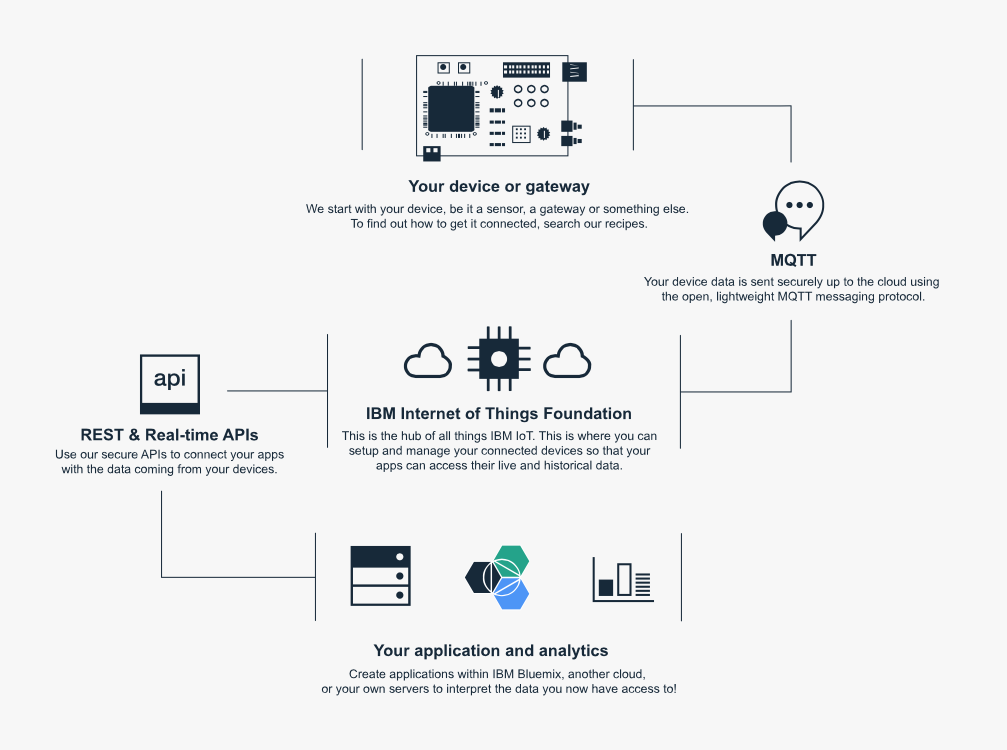 Your device or gateway
We start with your device, be it a sensor, a gateway or something else.
To find out how to get it connected, search our recipes.
MQTT
Your device data is sent securely up to the cloud using
the open, lightweight MQTT messaging protocol.
api
REST & Real-time APIs
Use our secure APIs to connect your apps
with the data coming from your devices.
IBM Internet of Things Foundation
This is the hub of all things IBM IoT. This is where you can
setup and manage your connected devices so that your
apps can access their live and historical data.
Your application and analytics
Create applications within IBM Bluemix, another cloud,
or your own servers to interpret the data you now have access to!